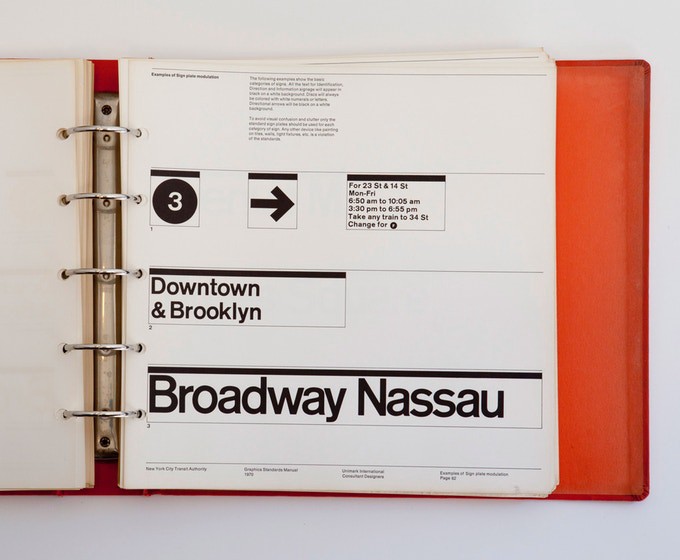 Examples of Sign plate modulation
The following examples show the basic
categories of signs. All the text for Identification,
Direction and Information signage will appear in
black on a white background. Discs will always
be colored with white numerals or letters.
Directional arrows will be black on a white
background.
To avoid visual confusion and clutter only the
standard sign plates should be used for each
category of sign. Any other device like painting
on tiles, walls, light fixtures, etc. is a violation
of the standards.
3
For 23 St & 14 St
Mon-Fri
6:50 am to 10:05 am
3:30 pm to 6:55 pm
Take any train to 34 St
Change for F
1
Downtown
& Brooklyn
2
Broadway Nassau
3
New York City Transit Authority
Graphics Standards Manual
1970
Unimark International
Consultant Designers
Examples of Sign plate modulation
Page 62